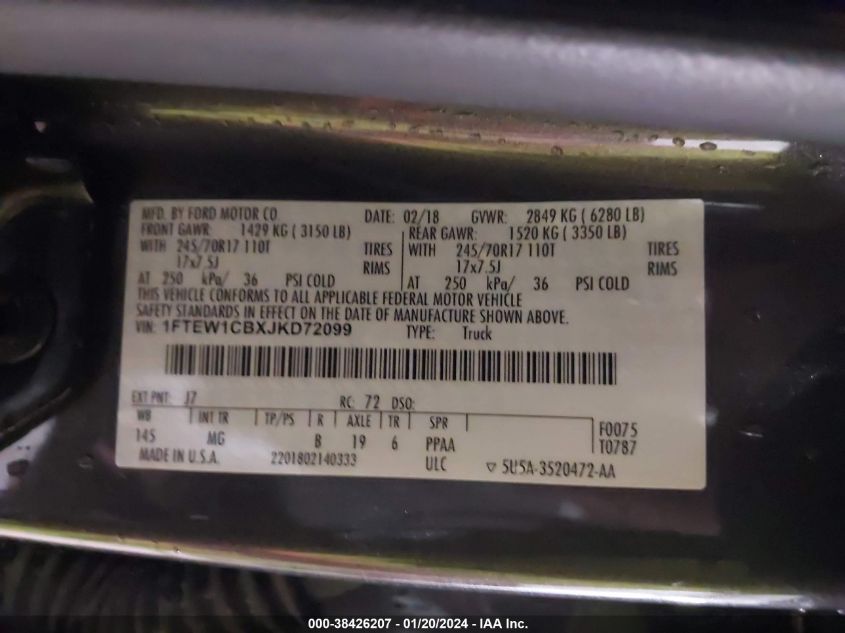 MFD. BY FORD MOTOR CO. DATE: 02/18 GVWR: 2849 KG ( 6280 LB)
FRONT GAWR: 1429 KG ( 3150 LB) REAR GAWR: 1520 KG ( 3350 LB)
WITH 245/70R17 110T TIRES WITH 245/70R17 110T TIRES
17x7.5J RIMS 17x7.5J RIMS
AT 250 kPa/ 36 PSI COLD AT 250 kPa/ 36 PSI COLD
THIS VEHICLE CONFORMS TO ALL APPLICABLE FEDERAL MOTOR VEHICLE
SAFETY STANDARDS IN EFFECT ON THE DATE OF MANUFACTURE SHOWN ABOVE.
VIN: 1FTEW1CBXJKD72099 TYPE: Truck
EXT PNT: J7 RC: 72 DSO:
WB INT TR TP/PS R AXLE TR SPR F0075
145 MG B 19 6 PPAA T0787
MADE IN U.S.A. 2201802140333 ULC ▽ 5U5A-3520472-AA
000-38426207 - 01/20/2024 - IAA Inc.